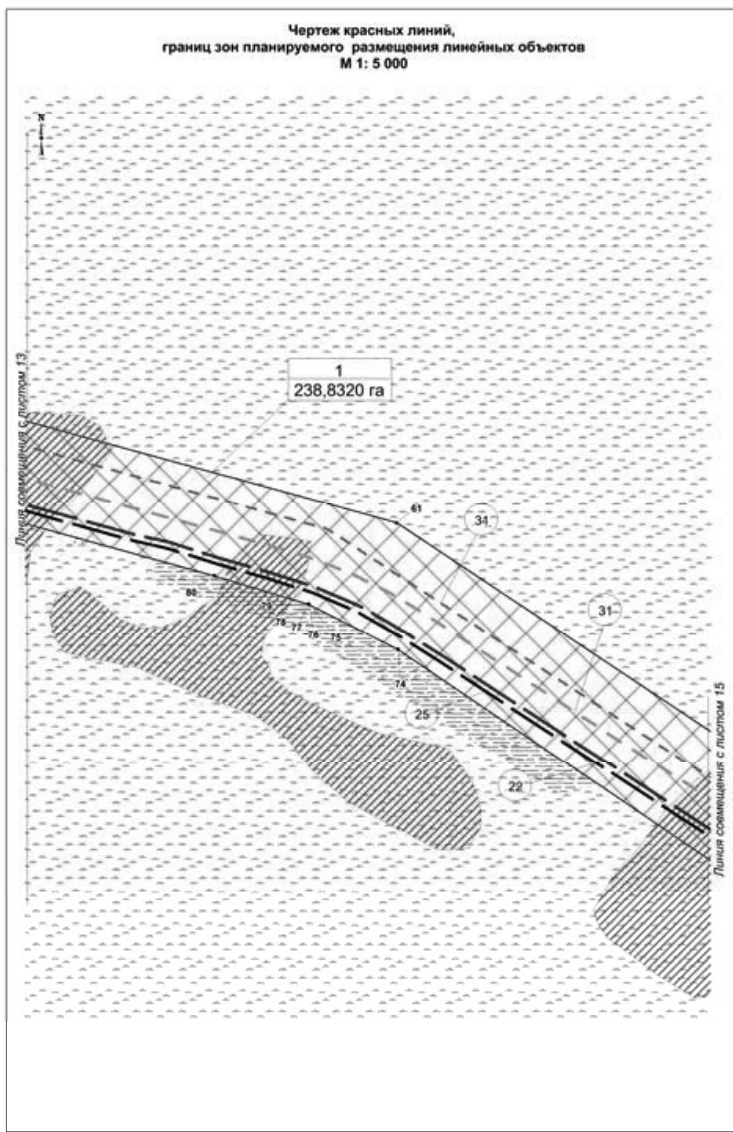 Чертеж красных линий,
границ зон планируемого размещения линейных объектов
М 1: 5 000
N
Линия совмещения с листом 13
1
238,8320 га
61
31
31
80
79
78
77
76
75
74
25
22
Линия совмещения с листом 15